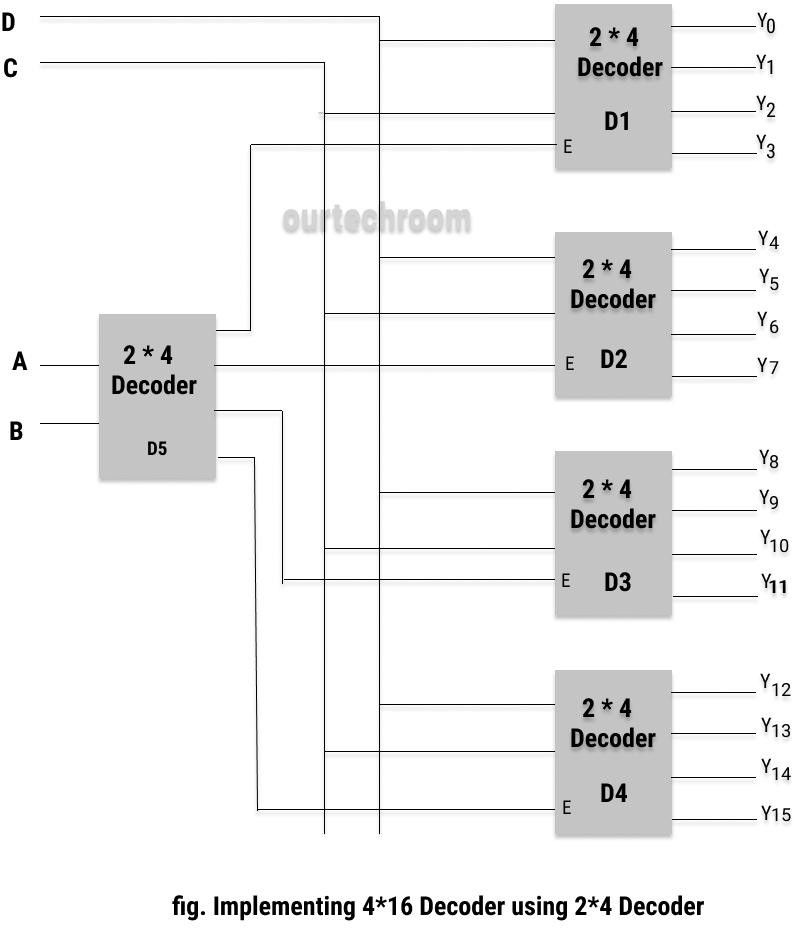 D
C
2 * 4
Decoder
D1
E
Y0
Y1
Y2
Y3
ourtechroom
2 * 4
Decoder
D2
E
Y4
Y5
Y6
Y7
A
B
2 * 4
Decoder
D5
2 * 4
Decoder
D3
E
Y8
Y9
Y10
Y11
2 * 4
Decoder
D4
E
Y12
Y13
Y14
Y15
fig. Implementing 4*16 Decoder using 2*4 Decoder